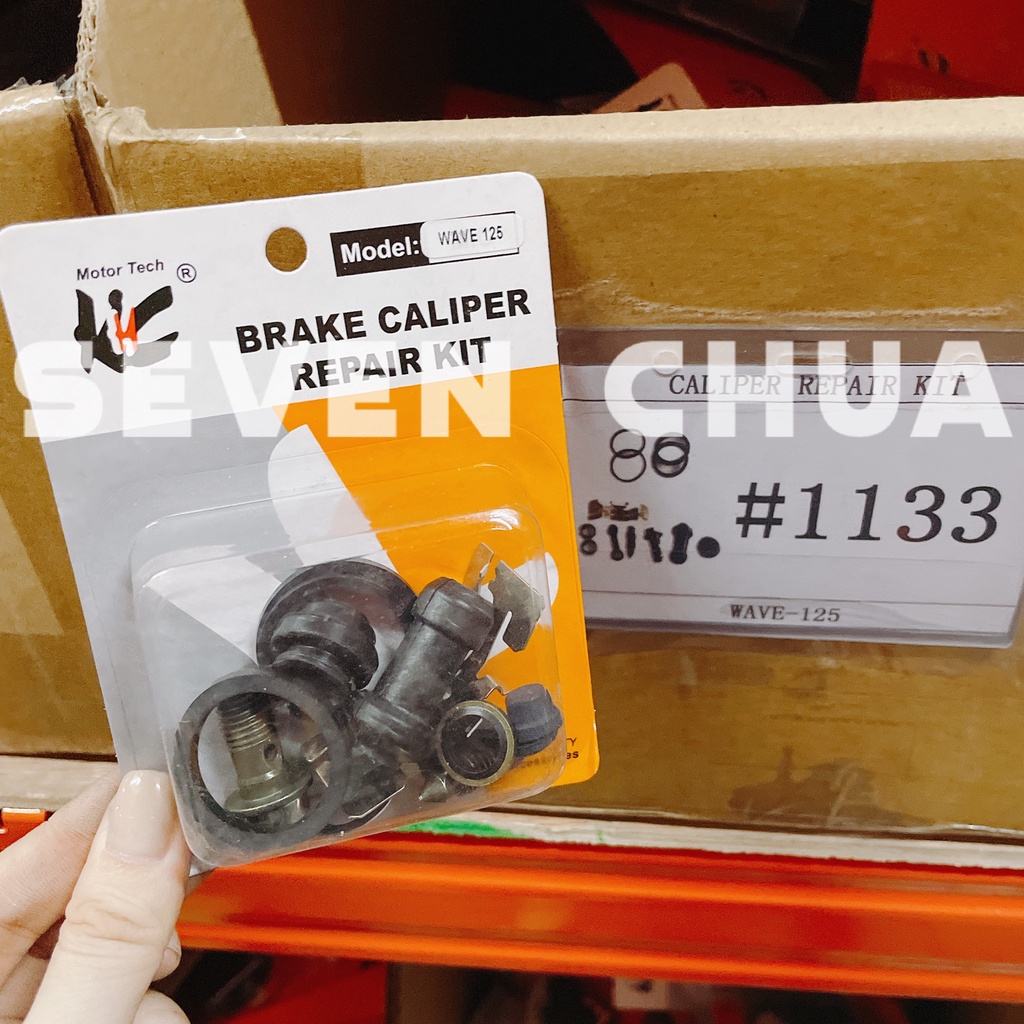 Motor Tech ®
Model: WAVE 125
BRAKE CALIPER
REPAIR KIT
SEVEN CHUA
CALIPER REPAIR KIT
#1133
WAVE-125